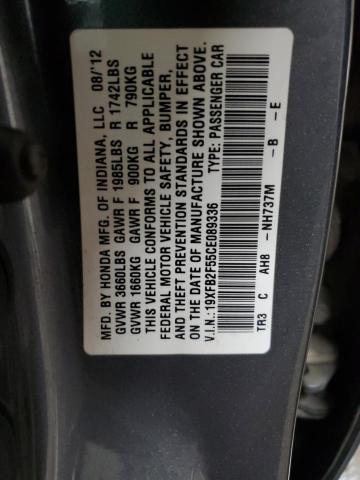 MFD. BY HONDA MFG. OF INDIANA, LLC 08/'12
GVWR 3660LBS GAWR F 1985LBS R 1742LBS
GVWR 1660KG GAWR F 900KG R 790KG
THIS VEHICLE CONFORMS TO ALL APPLICABLE
FEDERAL MOTOR VEHICLE SAFETY, BUMPER,
AND THEFT PREVENTION STANDARDS IN EFFECT
ON THE DATE OF MANUFACTURE SHOWN ABOVE.
V.I.N.: 19XFB2F55CE089336 TYPE: PASSENGER CAR
TR3 C AH8 -NH737M -B -E